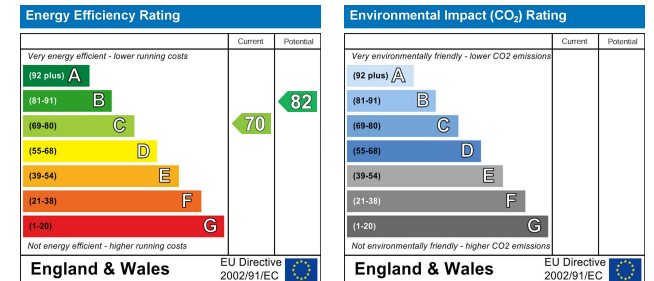 Energy Efficiency Rating
Current Potential
Very energy efficient - lower running costs
(92 plus) A
(81-91) B
82
(69-80) C
70
(55-68) D
(39-54) E
(21-38) F
(1-20) G
Not energy efficient - higher running costs
England & Wales
EU Directive
2002/91/EC
Environmental Impact (CO₂) Rating
Current Potential
Very environmentally friendly - lower CO2 emissions
(92 plus) A
(81-91) B
(69-80) C
(55-68) D
(39-54) E
(21-38) F
(1-20) G
Not environmentally friendly - higher CO2 emissions
England & Wales
EU Directive
2002/91/EC